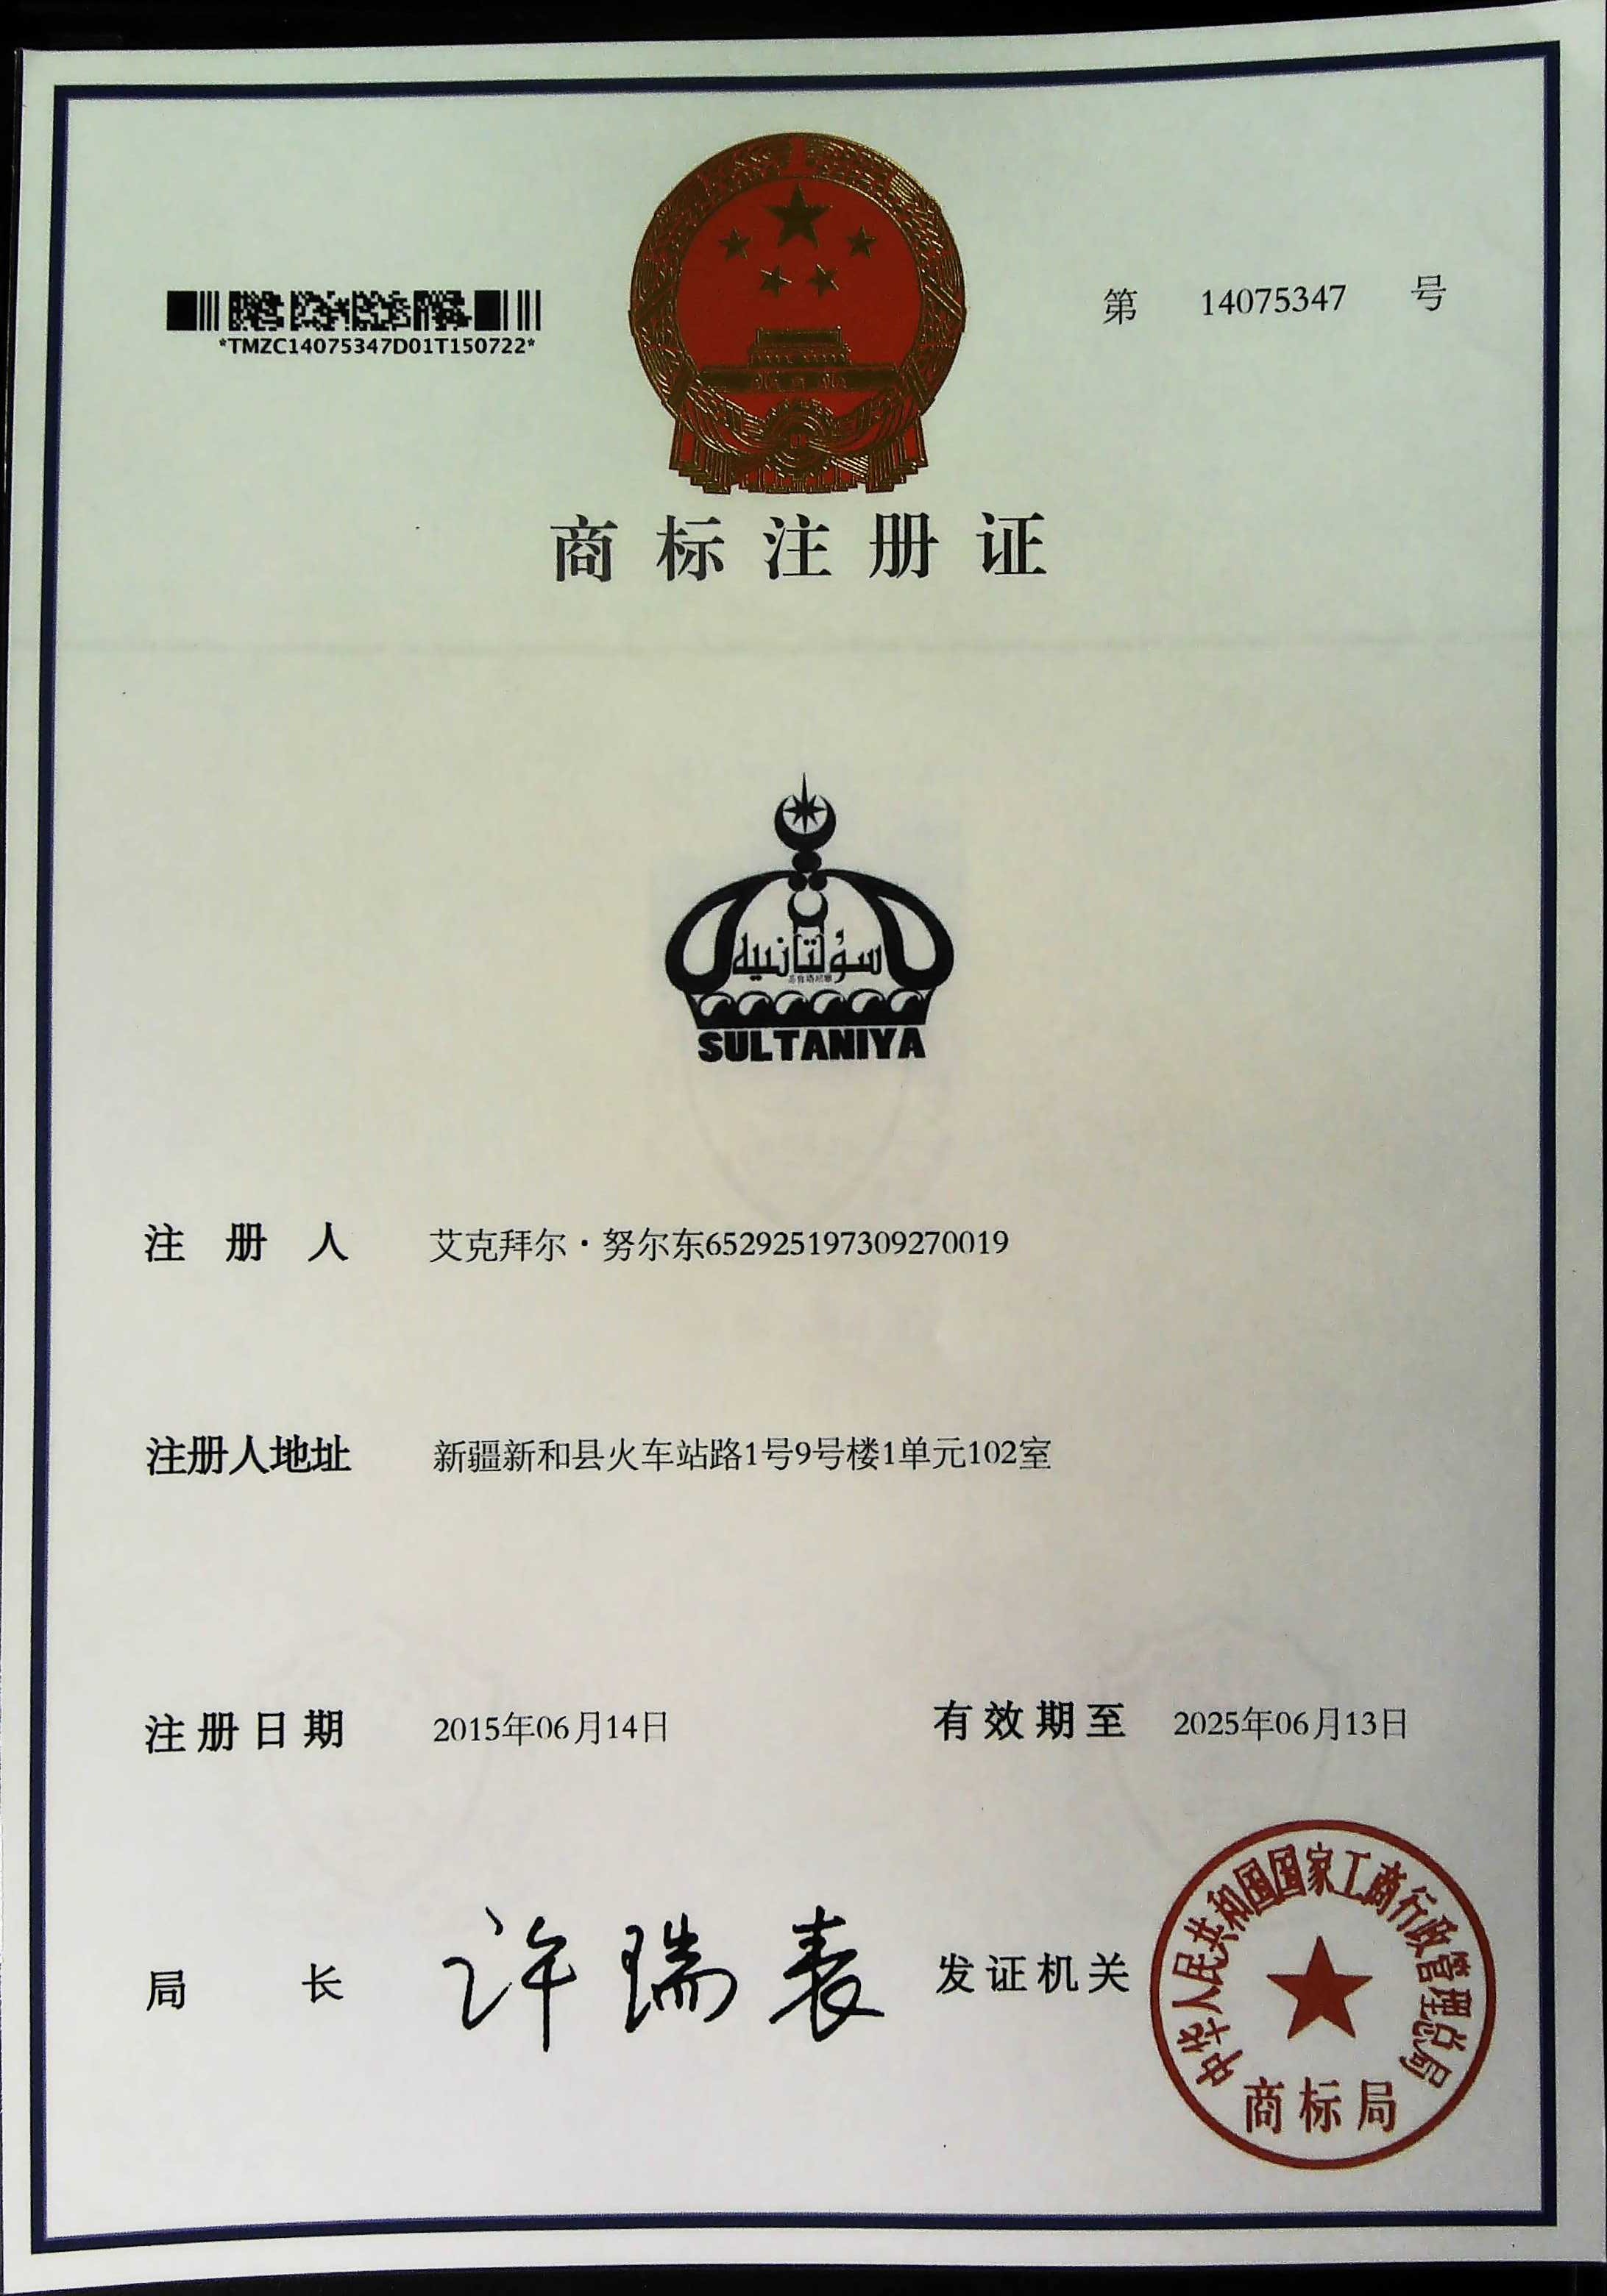 *TMZC14075347D01T150722*
第 14075347 号
商标注册证
سۇلتانىيە
SULTANIYA
注册人 艾克拜尔·努尔东652925197309270019
注册人地址 新疆新和县火车站路1号9号楼1单元102室
注册日期 2015年06月14日 有效期至 2025年06月13日
局长 许瑞表 发证机关
中华人民共和国国家工商行政管理总局
商标局